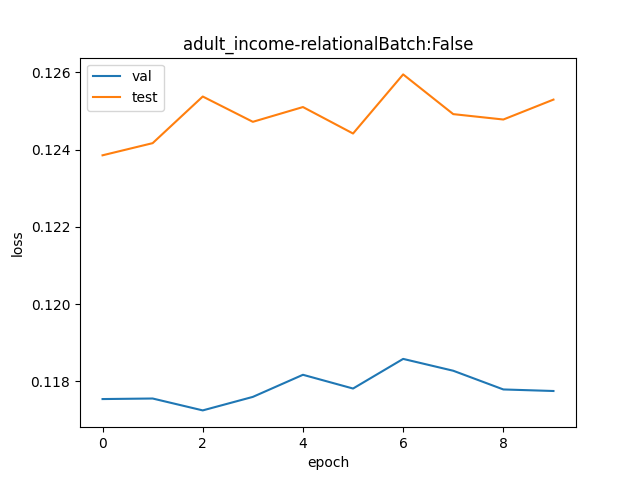 adult_income-relationalBatch:False
val
test
0.126
0.124
0.122
0.120
0.118
loss
0
2
4
6
8
epoch